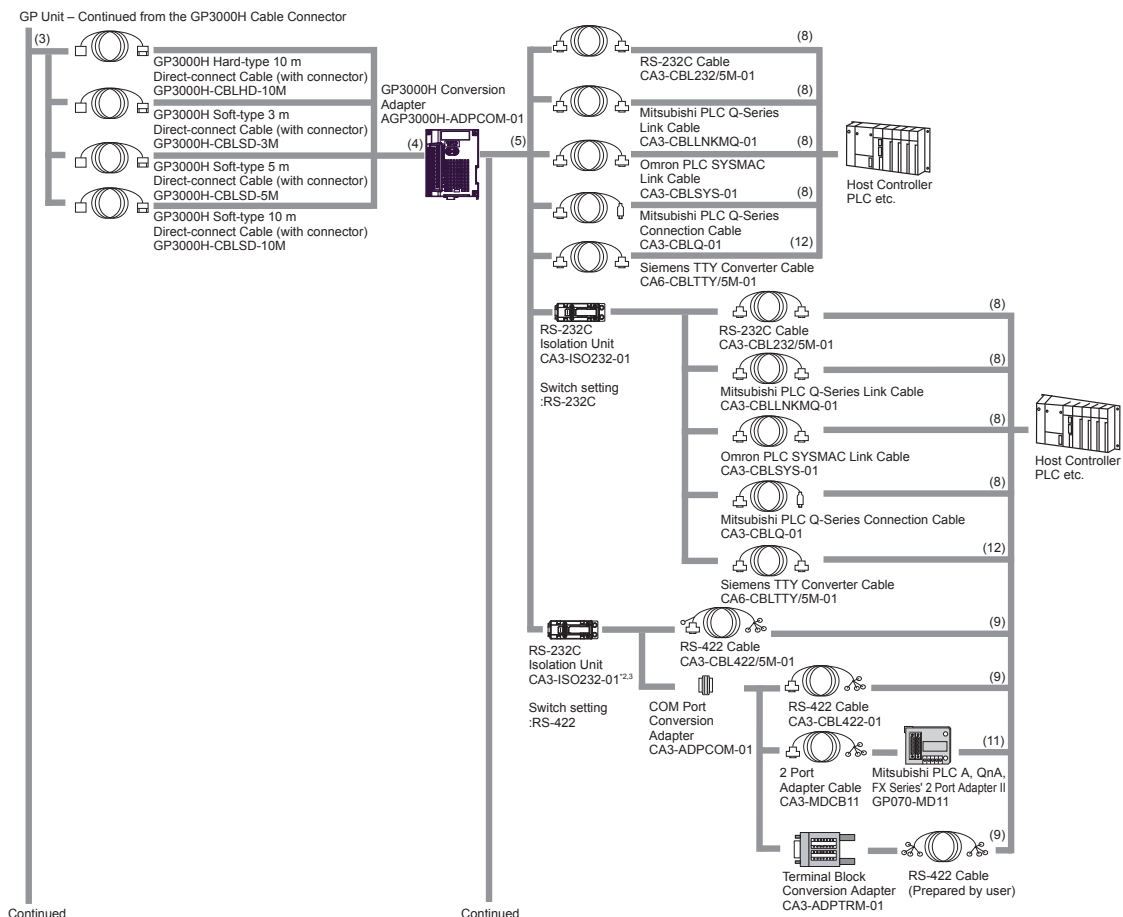 GP Unit – Continued from the GP3000H Cable Connector
(3)
GP3000H Hard-type 10 m
Direct-connect Cable (with connector)
GP3000H-CBLHD-10M
GP3000H Soft-type 3 m
Direct-connect Cable (with connector)
GP3000H-CBLSD-3M
GP3000H Soft-type 5 m
Direct-connect Cable (with connector)
GP3000H-CBLSD-5M
GP3000H Soft-type 10 m
Direct-connect Cable (with connector)
GP3000H-CBLSD-10M
GP3000H Conversion
Adapter
AGP3000H-ADPCOM-01
(4)
(5)
(8)
RS-232C Cable
CA3-CBL232/5M-01
(8)
Mitsubishi PLC Q-Series
Link Cable
CA3-CBLLNKMQ-01
(8)
Omron PLC SYSMAC
Link Cable
CA3-CBLSYS-01
(8)
Mitsubishi PLC Q-Series
Connection Cable
CA3-CBLQ-01
(12)
Siemens TTY Converter Cable
CA6-CBLTTY/5M-01
Host Controller
PLC etc.
RS-232C
Isolation Unit
CA3-ISO232-01
Switch setting
:RS-232C
(8)
RS-232C Cable
CA3-CBL232/5M-01
(8)
Mitsubishi PLC Q-Series Link Cable
CA3-CBLLNKMQ-01
(8)
Omron PLC SYSMAC Link Cable
CA3-CBLSYS-01
(8)
Mitsubishi PLC Q-Series Connection Cable
CA3-CBLQ-01
(12)
Siemens TTY Converter Cable
CA6-CBLTTY/5M-01
Host Controller
PLC etc.
RS-232C
Isolation Unit
CA3-ISO232-01*2,3
Switch setting
:RS-422
(9)
RS-422 Cable
CA3-CBL422/5M-01
COM Port
Conversion
Adapter
CA3-ADPCOM-01
(9)
RS-422 Cable
CA3-CBL422-01
(11)
2 Port
Adapter Cable
CA3-MDCB11
Mitsubishi PLC A, QnA,
FX Series' 2 Port Adapter II
GP070-MD11
(9)
Terminal Block
Conversion Adapter
CA3-ADPTRM-01
RS-422 Cable
(Prepared by user)
Continued
Continued